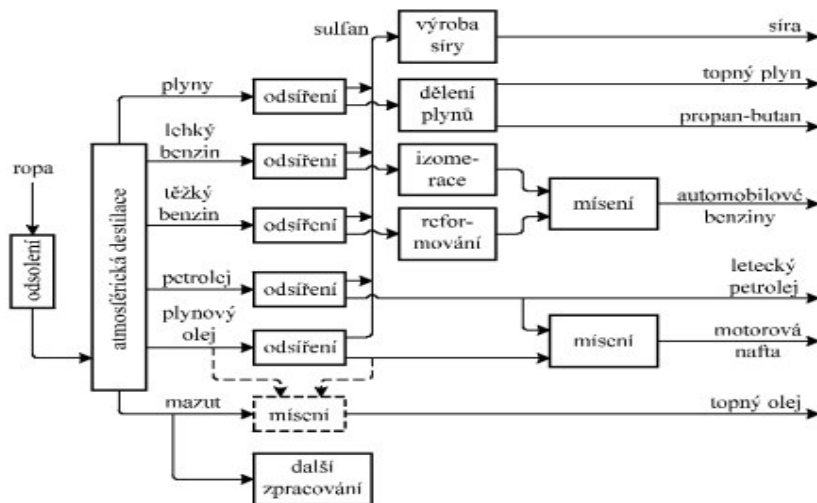 sulfan
výroba
síry
síra
plyny
odsíření
dělení
plynů
topný plyn
propan-butan
lehký
benzin
odsíření
izome-
race
ropa
těžký
benzin
odsíření
refor-
mování
mísení
automobilové
benziny
odsolení
atmosférická destilace
petrolej
odsíření
letecký
petrolej
plynový
olej
odsíření
mísení
motorová
nafta
mazut
mísení
topný olej
další
zpracování